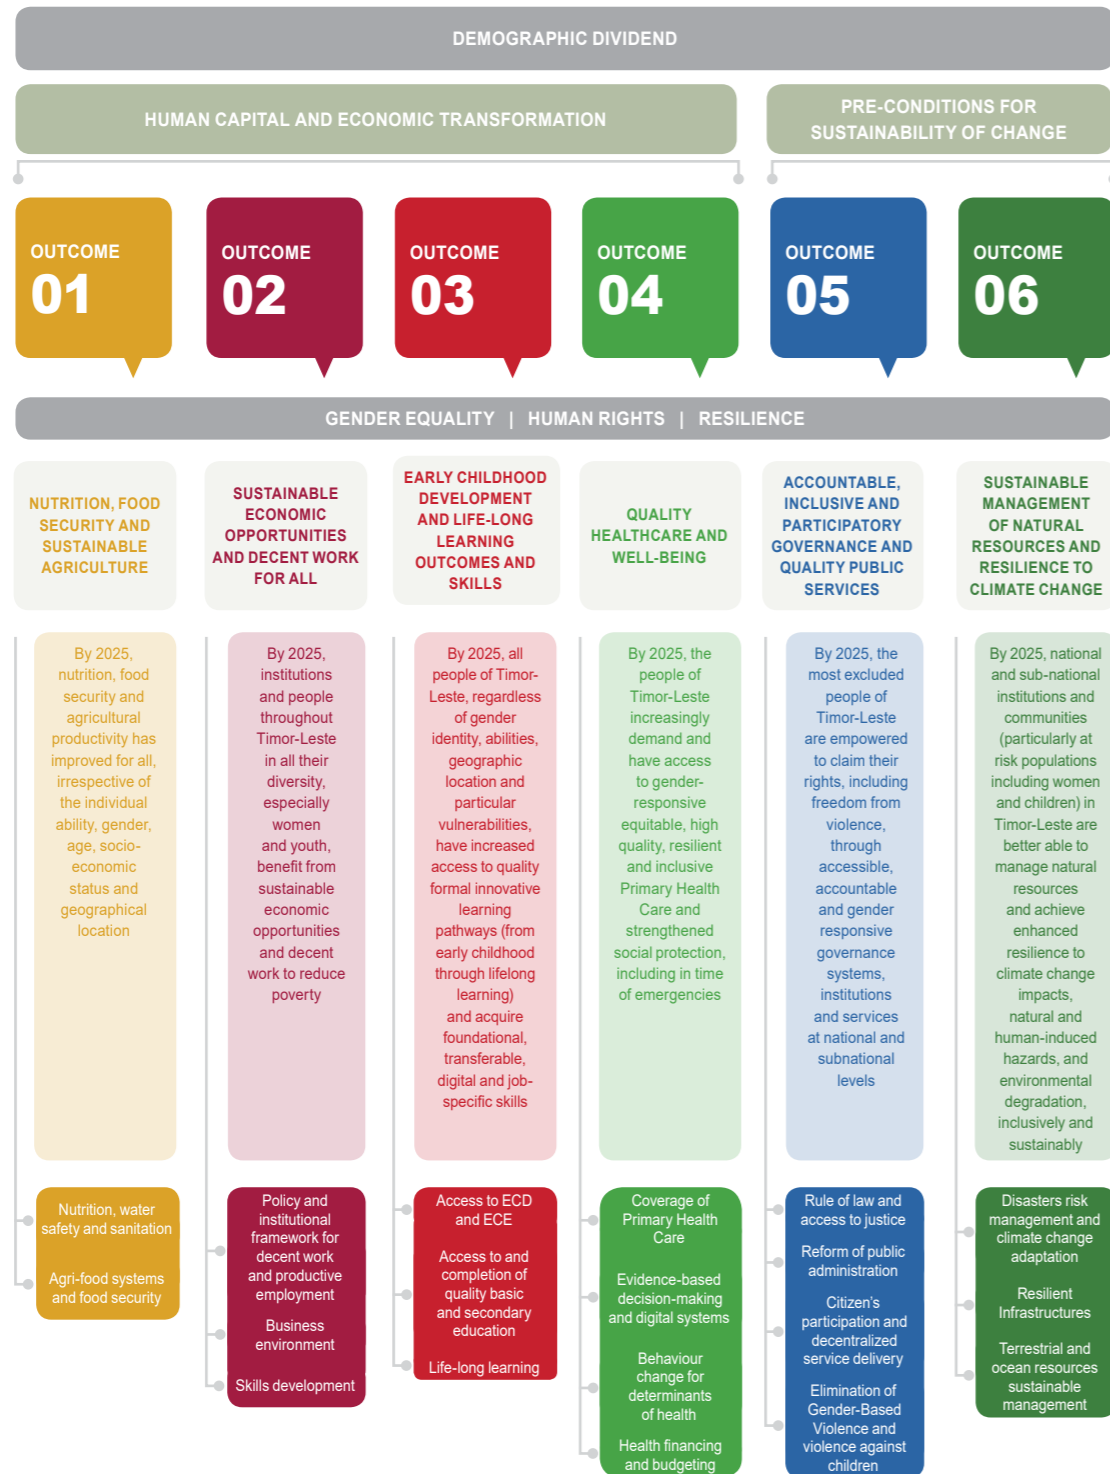 DEMOGRAPHIC DIVIDEND
HUMAN CAPITAL AND ECONOMIC TRANSFORMATION
PRE-CONDITIONS FOR
SUSTAINABILITY OF CHANGE
OUTCOME
01
OUTCOME
02
OUTCOME
03
OUTCOME
04
OUTCOME
05
OUTCOME
06
GENDER EQUALITY | HUMAN RIGHTS | RESILIENCE
NUTRITION, FOOD
SECURITY AND
SUSTAINABLE
AGRICULTURE
SUSTAINABLE
ECONOMIC
OPPORTUNITIES
AND DECENT WORK
FOR ALL
EARLY CHILDHOOD
DEVELOPMENT
AND LIFE-LONG
LEARNING
OUTCOMES AND
SKILLS
QUALITY
HEALTHCARE AND
WELL-BEING
ACCOUNTABLE,
INCLUSIVE AND
PARTICIPATORY
GOVERNANCE AND
QUALITY PUBLIC
SERVICES
SUSTAINABLE
MANAGEMENT
OF NATURAL
RESOURCES AND
RESILIENCE TO
CLIMATE CHANGE
By 2025,
nutrition, food
security and
agricultural
productivity has
improved for all,
irrespective of
the individual
ability, gender,
age, socio-
economic
status and
geographical
location
By 2025,
institutions
and people
throughout
Timor-Leste
in all their
diversity,
especially
women
and youth,
benefit from
sustainable
economic
opportunities
and decent
work to reduce
poverty
By 2025, all
people of Timor-
Leste, regardless
of gender
identity, abilities,
geographic
location and
particular
vulnerabilities,
have increased
access to quality
formal innovative
learning
pathways (from
early childhood
through lifelong
learning)
and acquire
foundational,
transferable,
digital and job-
specific skills
By 2025, the
people of
Timor-Leste
increasingly
demand and
have access
to gender-
responsive
equitable, high
quality, resilient
and inclusive
Primary Health
Care and
strengthened
social protection,
including in time
of emergencies
By 2025, the
most excluded
people of
Timor-Leste
are empowered
to claim their
rights, including
freedom from
violence,
through
accessible,
accountable
and gender
responsive
governance
systems,
institutions
and services
at national and
subnational
levels
By 2025, national
and sub-national
institutions and
communities
(particularly at
risk populations
including women
and children) in
Timor-Leste are
better able to
manage natural
resources
and achieve
enhanced
resilience to
climate change
impacts,
natural and
human-induced
hazards, and
environmental
degradation,
inclusively and
sustainably
Nutrition, water
safety and sanitation
Agri-food systems
and food security
Policy and
institutional
framework for
decent work
and productive
employment
Business
environment
Skills development
Access to ECD
and ECE
Access to and
completion of
quality basic
and secondary
education
Life-long learning
Coverage of
Primary Health
Care
Evidence-based
decision-making
and digital systems
Behaviour
change for
determinants
of health
Health financing
and budgeting
Rule of law and
access to justice
Reform of public
administration
Citizen's
participation and
decentralized
service delivery
Elimination of
Gender-Based
Violence and
violence against
children
Disasters risk
management and
climate change
adaptation
Resilient
Infrastructures
Terrestrial and
ocean resources
sustainable
management